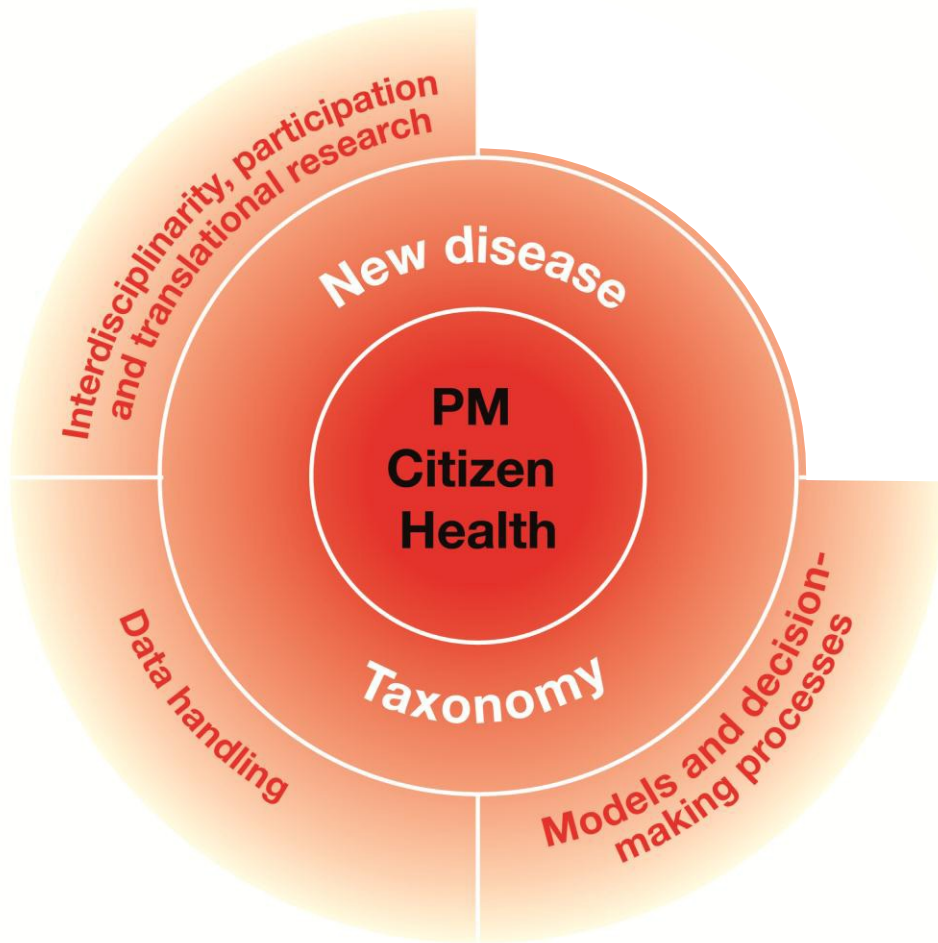 Interdisciplinarity, participation
and translational research
New disease
PM
Citizen
Health
Taxonomy
Data handling
Models and decision-
making processes